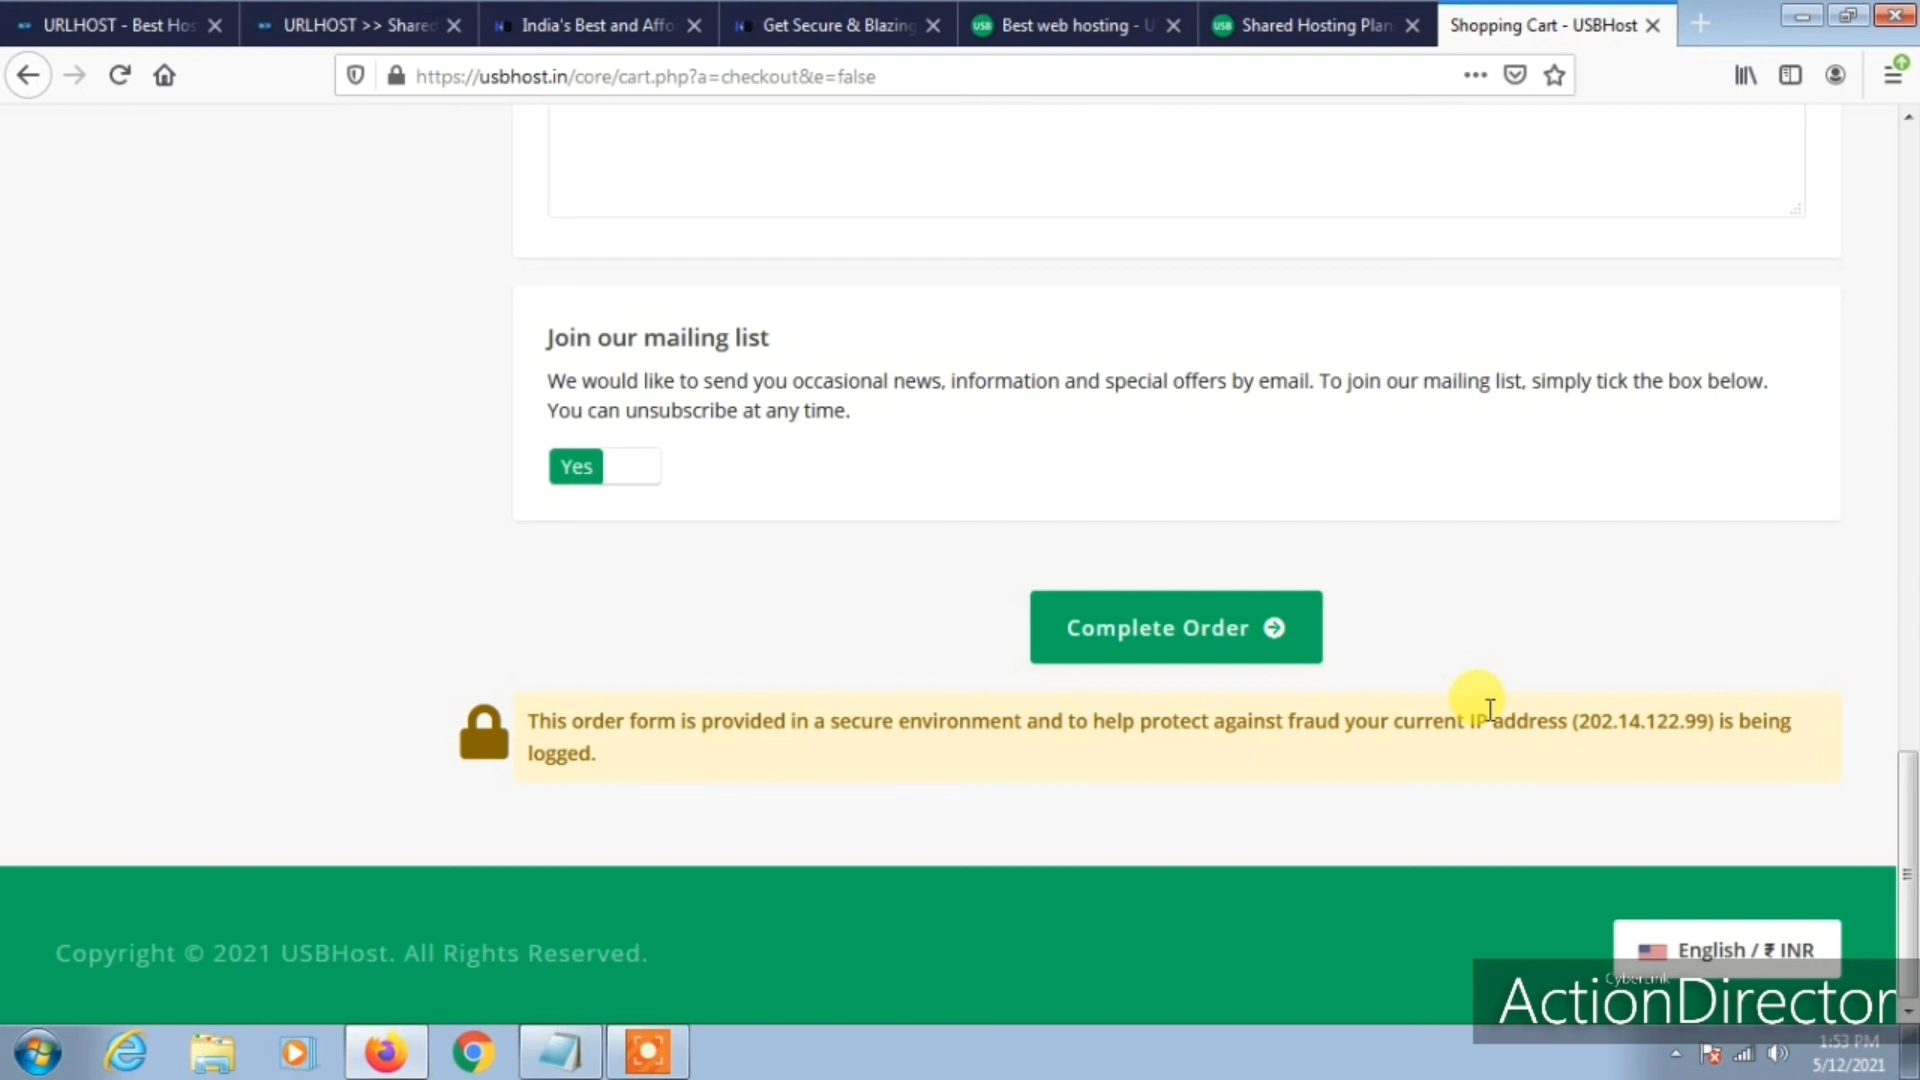 URLHOST - Best Hos
URLHOST >> Shared
India's Best and Affo
Get Secure & Blazing
USB Best web hosting - U
USB Shared Hosting Plan
Shopping Cart - USBHost
https://usbhost.in/core/cart.php?a=checkout&e=false
Join our mailing list
We would like to send you occasional news, information and special offers by email. To join our mailing list, simply tick the box below.
You can unsubscribe at any time.
Yes
Complete Order
This order form is provided in a secure environment and to help protect against fraud your current IP address (202.14.122.99) is being
logged.
Copyright © 2021 USBHost. All Rights Reserved.
English / ₹ INR
CyberLink
ActionDirector
1:53 PM
5/12/2021